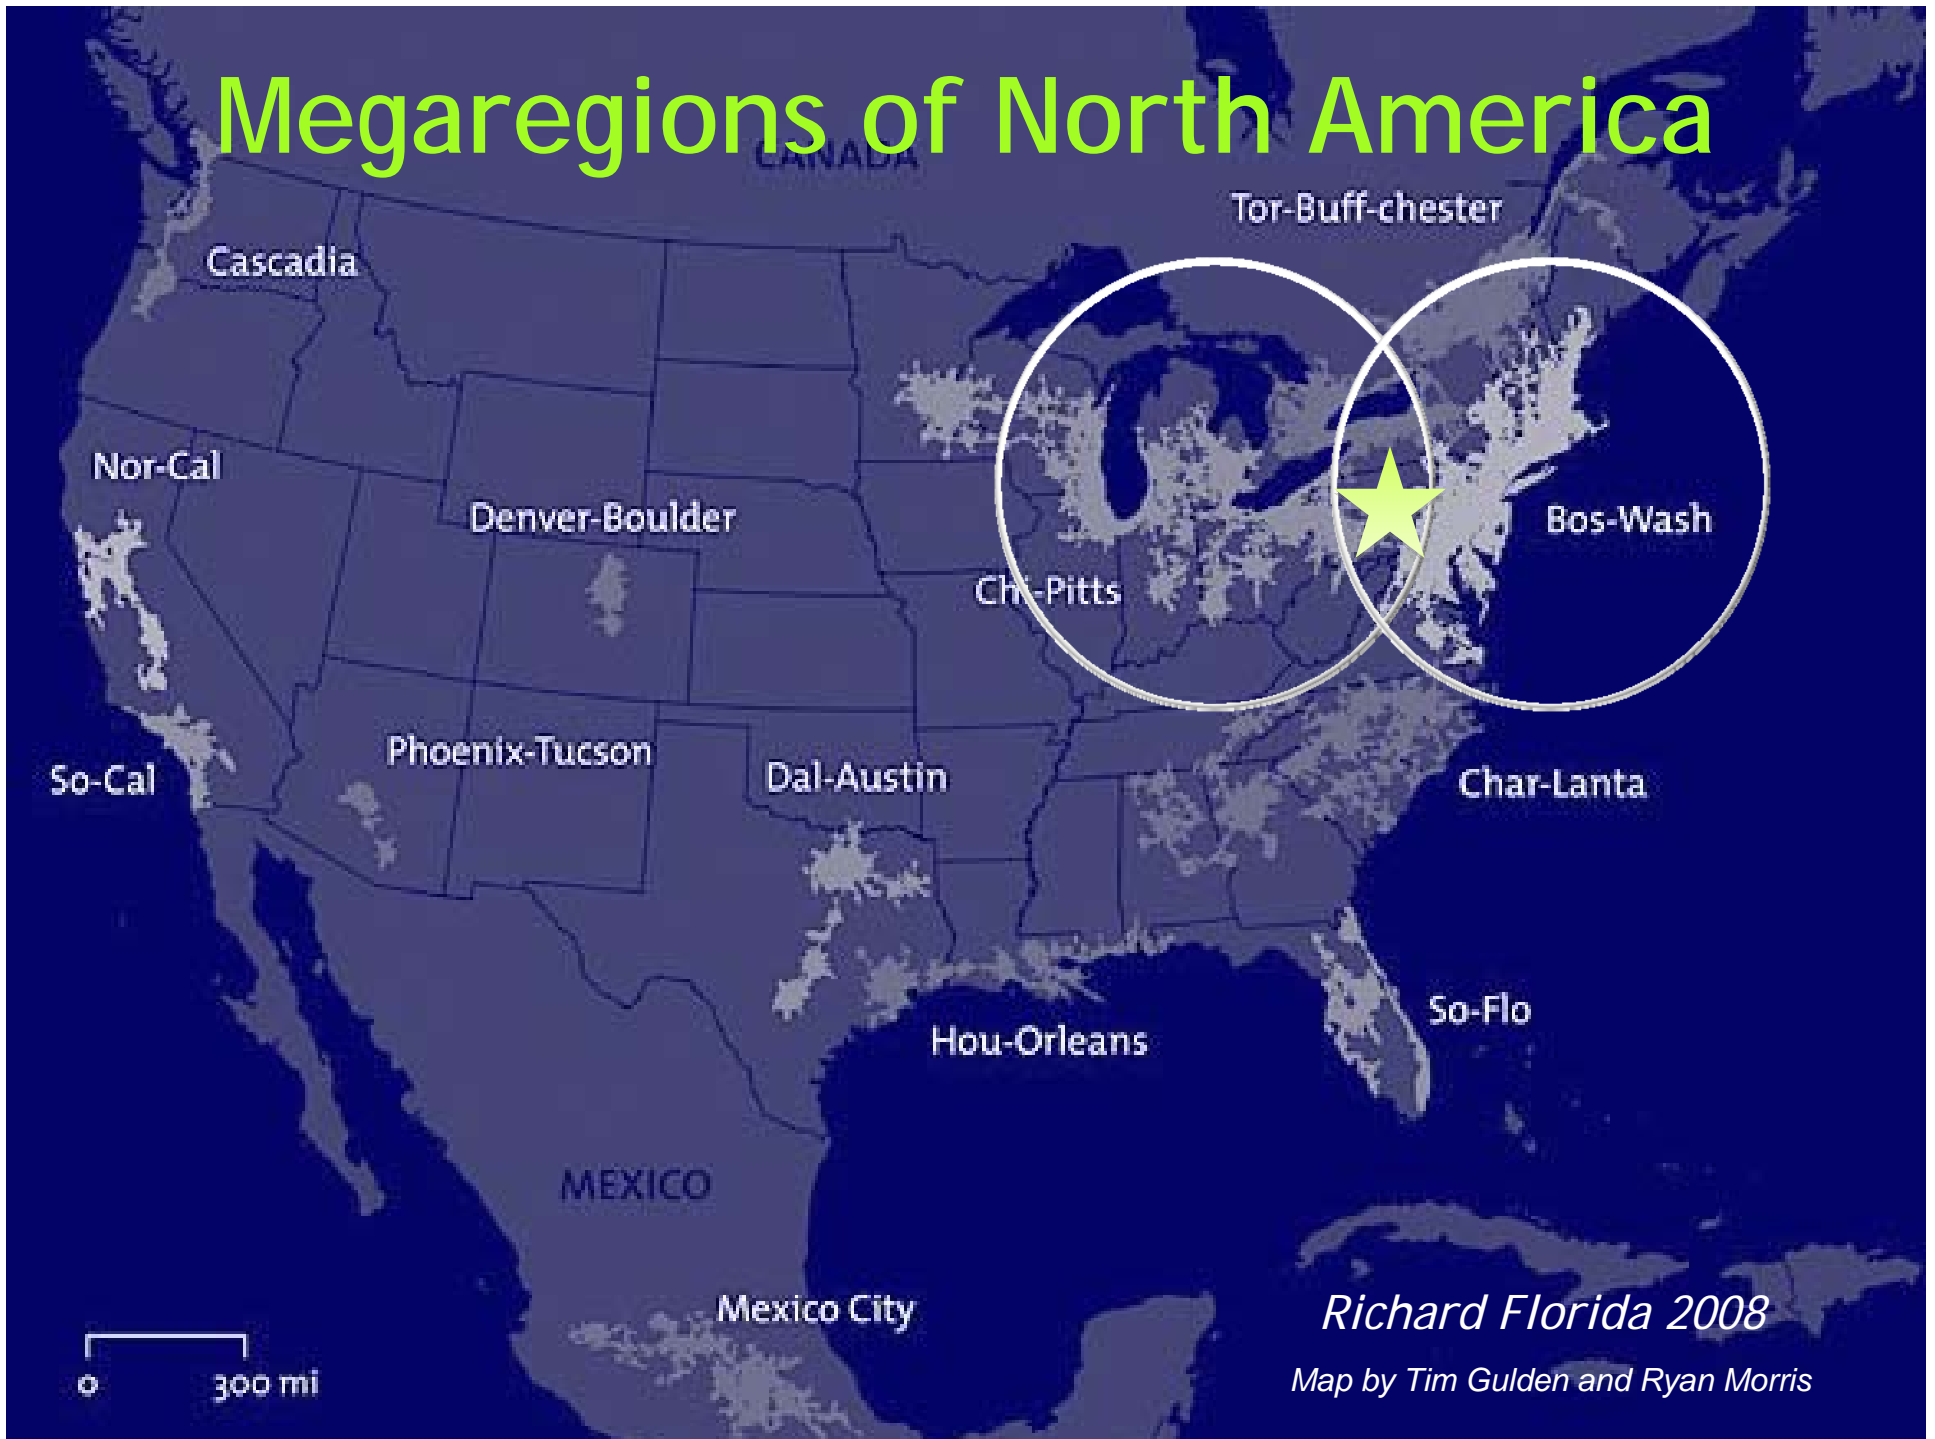 Megaregions of North America
CANADA
Tor-Buff-chester
Cascadia
Nor-Cal
Denver-Boulder
Bos-Wash
Chi-Pitts
Phoenix-Tucson
So-Cal
Dal-Austin
Char-Lanta
So-Flo
Hou-Orleans
MEXICO
Mexico City
Richard Florida 2008
Map by Tim Gulden and Ryan Morris
0 300 mi